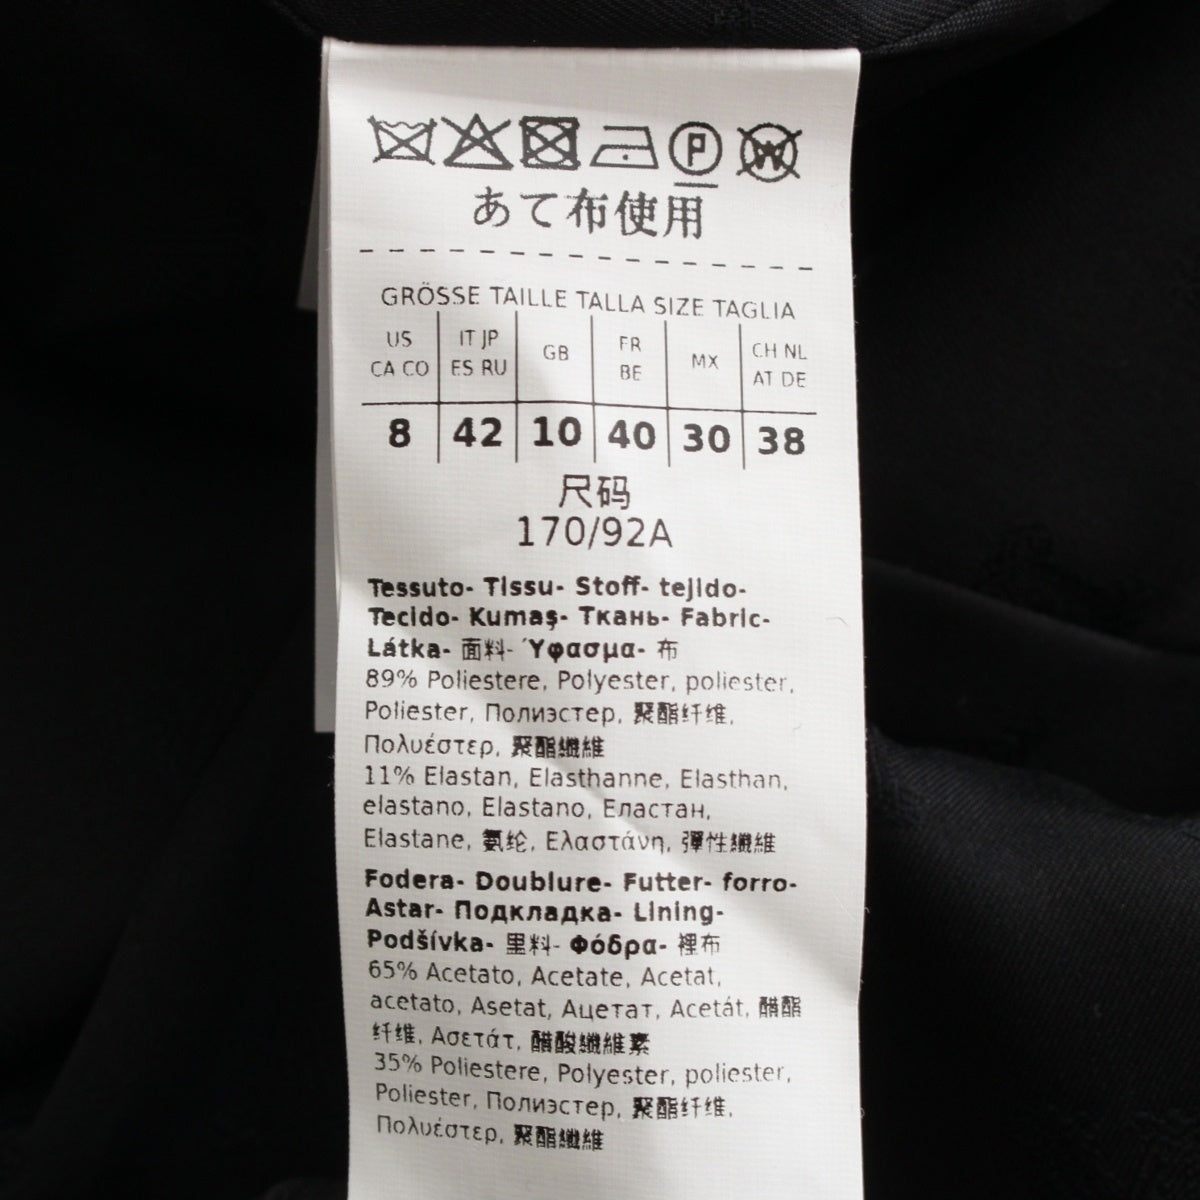 P W
あて布使用
GRÖSSE TAILLE TALLA SIZE TAGLIA
US CA CO | IT JP ES RU | GB | FR BE | MX | CH NL AT DE
8 | 42 | 10 | 40 | 30 | 38
尺码
170/92A
Tessuto- Tissu- Stoff- tejido-
Tecido- Kumaş- Ткань- Fabric-
Látka- 面料- Ύφασμα- 布
89% Poliestere, Polyester, poliester,
Poliester, Полиэстер, 聚酯纤维,
Πολυέστερ, 聚酯纖維
11% Elastan, Elasthanne, Elasthan,
elastano, Elastano, Еластан,
Elastane, 氨纶, Ελαστάνη, 彈性纖維
Fodera- Doublure- Futter- forro-
Astar- Подкладка- Lining-
Podšívka- 里料- Φόδρα- 裡布
65% Acetato, Acetate, Acetat,
acetato, Asetat, Ацетат, Acetát, 醋酯
纤维, Ασετάτ, 醋酸纖維素
35% Poliestere, Polyester, poliester,
Poliester, Полиэстер, 聚酯纤维,
Πολυέστερ, 聚酯纖維